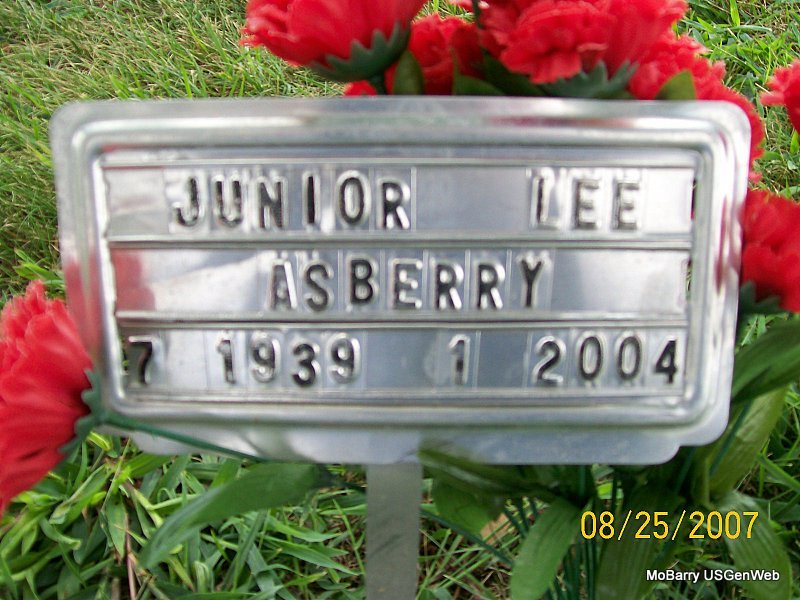 JUNIOR LEE
ASBERRY
7 1939 1 2004
08/25/2007
MoBarry USGenWeb